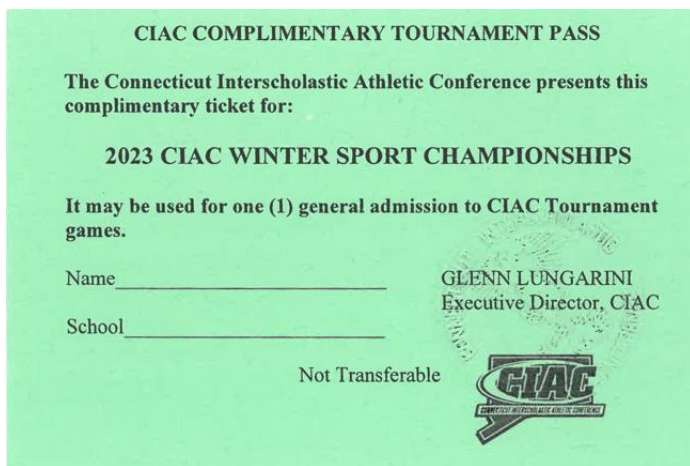 CIAC COMPLIMENTARY TOURNAMENT PASS
The Connecticut Interscholastic Athletic Conference presents this
complimentary ticket for:
2023 CIAC WINTER SPORT CHAMPIONSHIPS
It may be used for one (1) general admission to CIAC Tournament
games.
Name
GLENN LUNGARINI
Executive Director, CIAC
School
Not Transferable
CIAC
CONNECTICUT INTERSCHOLASTIC ATHLETIC CONFERENCE